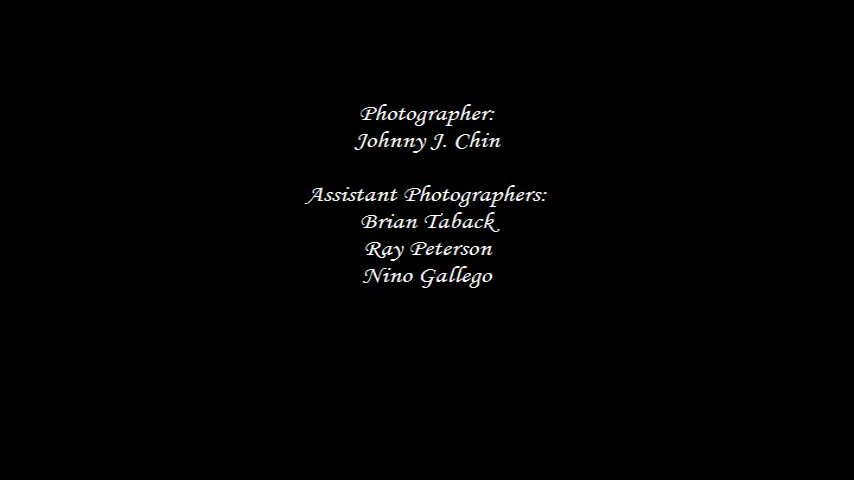 Photographer:
Johnny J. Chin
Assistant Photographers:
Brian Taback
Ray Peterson
Nino Gallego